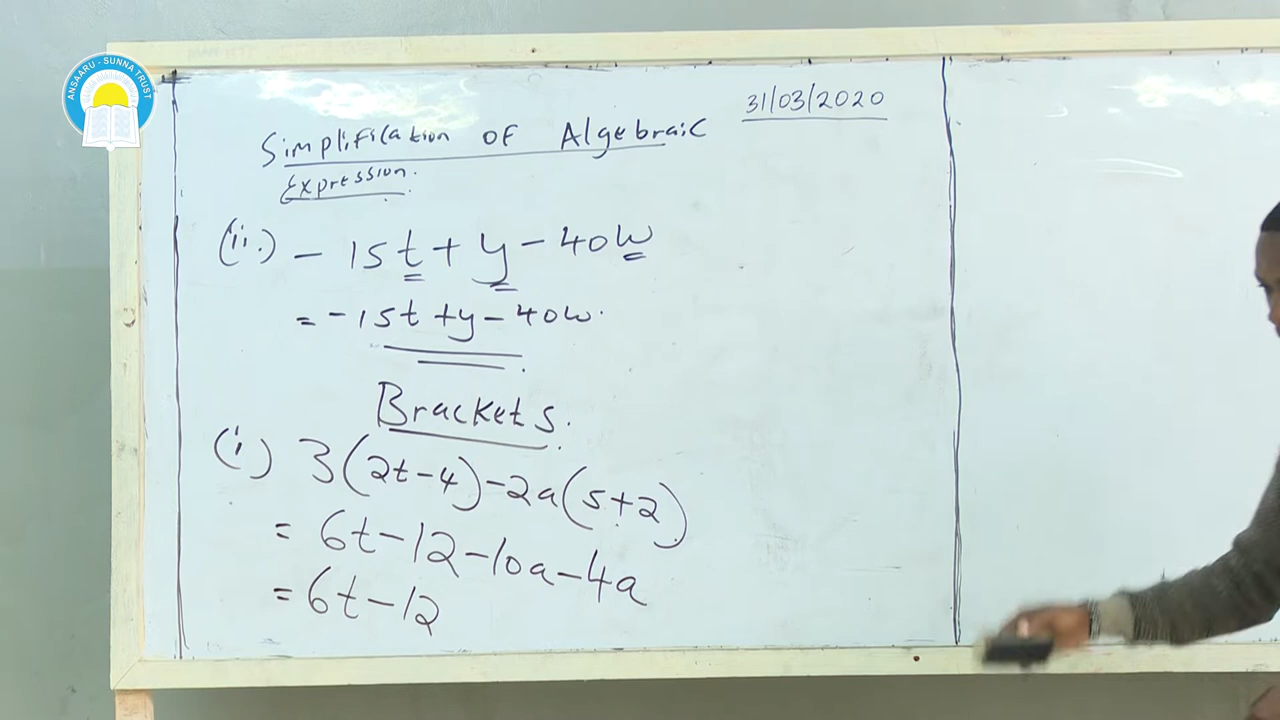 ANSAARU - SUNNA TRUST
31/03/2020
Simplification OF Algebraic
Expression.
(ii.) - 15t + y - 40w
= -15t + y - 40w.
Brackets.
(i) 3(2t-4)-2a(5+2)
= 6t-12-10a-4a
= 6t-12